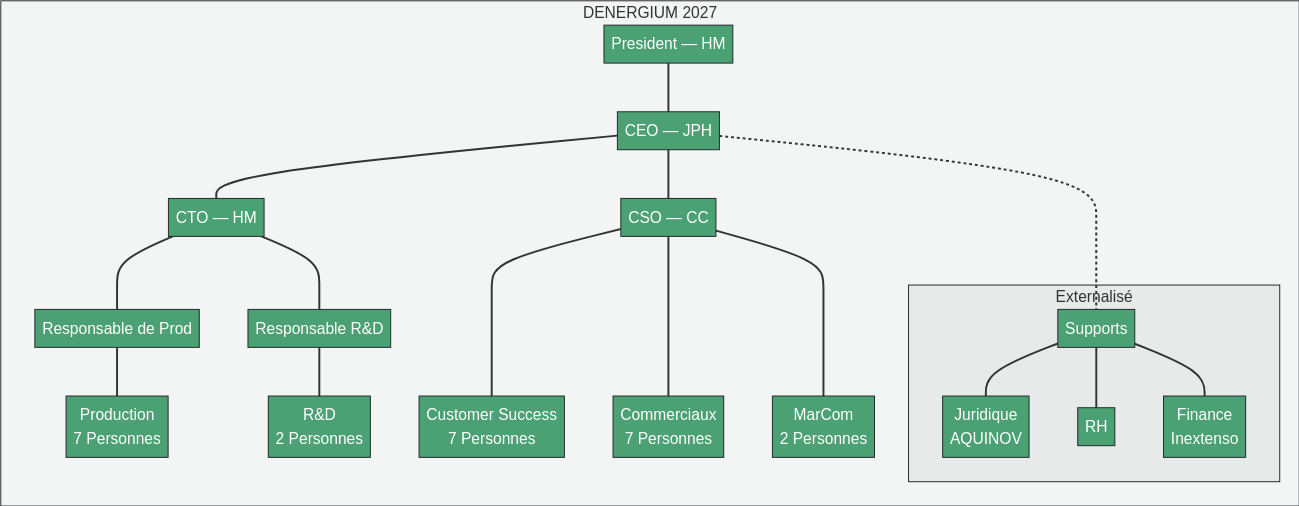 DENERGIUM 2027
President — HM
CEO — JPH
CTO — HM
CSO — CC
Externalisé
Responsable de Prod
Responsable R&D
Supports
Production
7 Personnes
R&D
2 Personnes
Customer Success
7 Personnes
Commerciaux
7 Personnes
MarCom
2 Personnes
Juridique
AQUINOV
RH
Finance
Inextenso